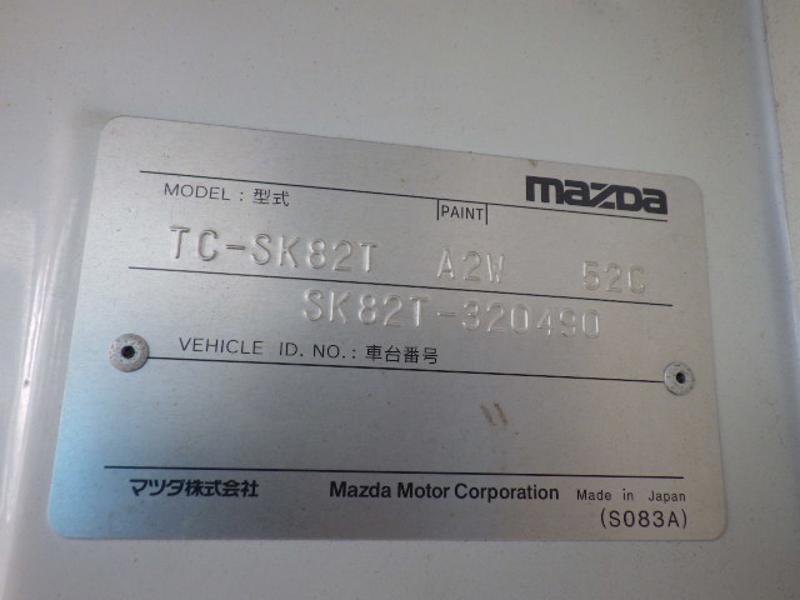 mazda
MODEL : 型式
PAINT
TC-SK82T A2W 52C
SK82T-320490
VEHICLE ID. NO. : 車台番号
マツダ株式会社 Mazda Motor Corporation Made in Japan
(S083A)